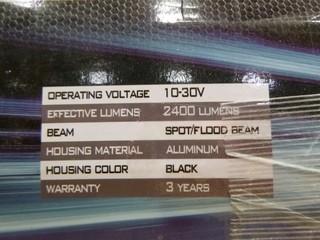 OPERATING VOLTAGE 10-30V
EFFECTIVE LUMENS 2400 LUMENS
BEAM SPOT/FLOOD BEAM
HOUSING MATERIAL ALUMINUM
HOUSING COLOR BLACK
WARRANTY 3 YEARS